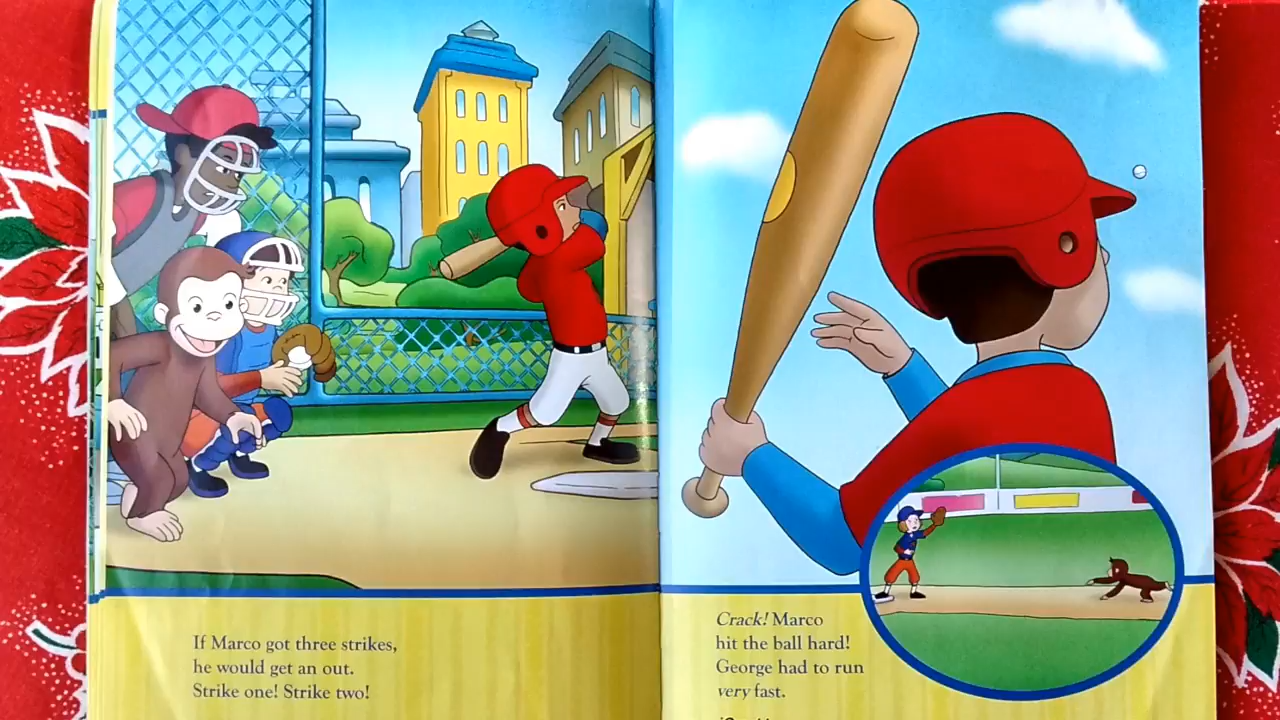 If Marco got three strikes,
he would get an out.
Strike one! Strike two!
Crack! Marco
hit the ball hard!
George had to run
very fast.